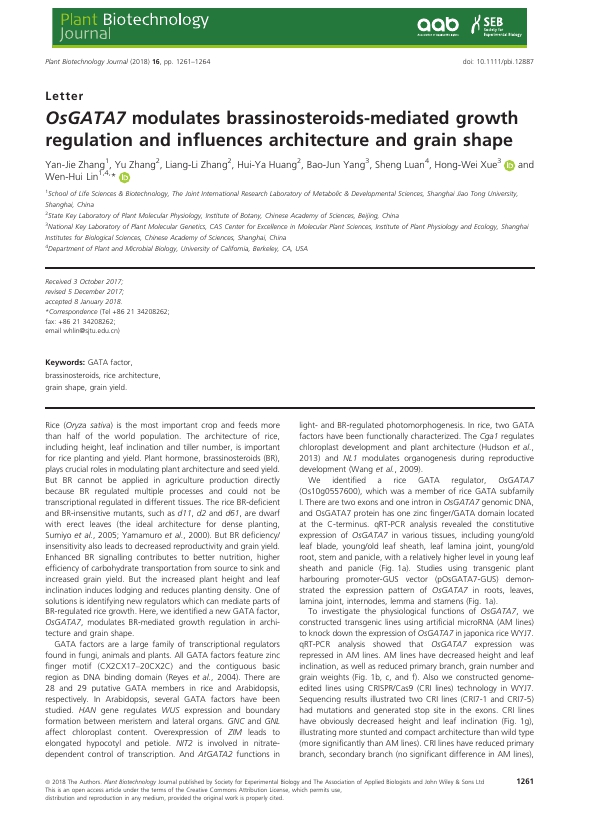 Plant Biotechnology
Journal
aab
SEB
Society for
Experimental Biology
Plant Biotechnology Journal (2018) 16, pp. 1261–1264
doi: 10.1111/pbi.12887
Letter
OsGATA7 modulates brassinosteroids-mediated growth
regulation and influences architecture and grain shape
Yan-Jie Zhang1, Yu Zhang2, Liang-Li Zhang2, Hui-Ya Huang2, Bao-Jun Yang3, Sheng Luan4, Hong-Wei Xue3 iD and
Wen-Hui Lin1,4,* iD
1School of Life Sciences & Biotechnology, The Joint International Research Laboratory of Metabolic & Developmental Sciences, Shanghai Jiao Tong University,
Shanghai, China
2State Key Laboratory of Plant Molecular Physiology, Institute of Botany, Chinese Academy of Sciences, Beijing, China
3National Key Laboratory of Plant Molecular Genetics, CAS Center for Excellence in Molecular Plant Sciences, Institute of Plant Physiology and Ecology, Shanghai
Institutes for Biological Sciences, Chinese Academy of Sciences, Shanghai, China
4Department of Plant and Microbial Biology, University of California, Berkeley, CA, USA
Received 3 October 2017;
revised 5 December 2017;
accepted 8 January 2018.
*Correspondence (Tel +86 21 34208262;
fax: +86 21 34208262;
email whlin@sjtu.edu.cn)
Keywords: GATA factor,
brassinosteroids, rice architecture,
grain shape, grain yield.
Rice (Oryza sativa) is the most important crop and feeds more
than half of the world population. The architecture of rice,
including height, leaf inclination and tiller number, is important
for rice planting and yield. Plant hormone, brassinosteroids (BR),
plays crucial roles in modulating plant architecture and seed yield.
But BR cannot be applied in agriculture production directly
because BR regulated multiple processes and could not be
transcriptional regulated in different tissues. The rice BR-deficient
and BR-insensitive mutants, such as d11, d2 and d61, are dwarf
with erect leaves (the ideal architecture for dense planting,
Sumiyo et al., 2005; Yamamuro et al., 2000). But BR deficiency/
insensitivity also leads to decreased reproductivity and grain yield.
Enhanced BR signalling contributes to better nutrition, higher
efficiency of carbohydrate transportation from source to sink and
increased grain yield. But the increased plant height and leaf
inclination induces lodging and reduces planting density. One of
solutions is identifying new regulators which can mediate parts of
BR-regulated rice growth. Here, we identified a new GATA factor,
OsGATA7, modulates BR-mediated growth regulation in archi-
tecture and grain shape.
GATA factors are a large family of transcriptional regulators
found in fungi, animals and plants. All GATA factors feature zinc
finger motif (CX2CX17–20CX2C) and the contiguous basic
region as DNA binding domain (Reyes et al., 2004). There are
28 and 29 putative GATA members in rice and Arabidopsis,
respectively. In Arabidopsis, several GATA factors have been
studied. HAN gene regulates WUS expression and boundary
formation between meristem and lateral organs. GNC and GNL
affect chloroplast content. Overexpression of ZIM leads to
elongated hypocotyl and petiole. NIT2 is involved in nitrate-
dependent control of transcription. And AtGATA2 functions in
light- and BR-regulated photomorphogenesis. In rice, two GATA
factors have been functionally characterized. The Cga1 regulates
chloroplast development and plant architecture (Hudson et al.,
2013) and NL1 modulates organogenesis during reproductive
development (Wang et al., 2009).
We identified a rice GATA regulator, OsGATA7
(Os10g0557600), which was a member of rice GATA subfamily
I. There are two exons and one intron in OsGATA7 genomic DNA,
and OsGATA7 protein has one zinc finger/GATA domain located
at the C-terminus. qRT-PCR analysis revealed the constitutive
expression of OsGATA7 in various tissues, including young/old
leaf blade, young/old leaf sheath, leaf lamina joint, young/old
root, stem and panicle, with a relatively higher level in young leaf
sheath and panicle (Fig. 1a). Studies using transgenic plant
harbouring promoter-GUS vector (pOsGATA7-GUS) demon-
strated the expression pattern of OsGATA7 in roots, leaves,
lamina joint, internodes, lemma and stamens (Fig. 1a).
To investigate the physiological functions of OsGATA7, we
constructed transgenic lines using artificial microRNA (AM lines)
to knock down the expression of OsGATA7 in japonica rice WYJ7.
qRT-PCR analysis showed that OsGATA7 expression was
repressed in AM lines. AM lines have decreased height and leaf
inclination, as well as reduced primary branch, grain number and
grain weights (Fig. 1b, c, and f). Also we constructed genome-
edited lines using CRISPR/Cas9 (CRI lines) technology in WYJ7.
Sequencing results illustrated two CRI lines (CRI7-1 and CRI7-5)
had mutations and generated stop site in the exons. CRI lines
have obviously decreased height and leaf inclination (Fig. 1g),
illustrating more stunted and compact architecture than wild type
(more significantly than AM lines). CRI lines have reduced primary
branch, secondary branch (no significant difference in AM lines),
© 2018 The Authors. Plant Biotechnology Journal published by Society for Experimental Biology and The Association of Applied Biologists and John Wiley & Sons Ltd
1261
This is an open access article under the terms of the Creative Commons Attribution License, which permits use,
distribution and reproduction in any medium, provided the original work is properly cited.